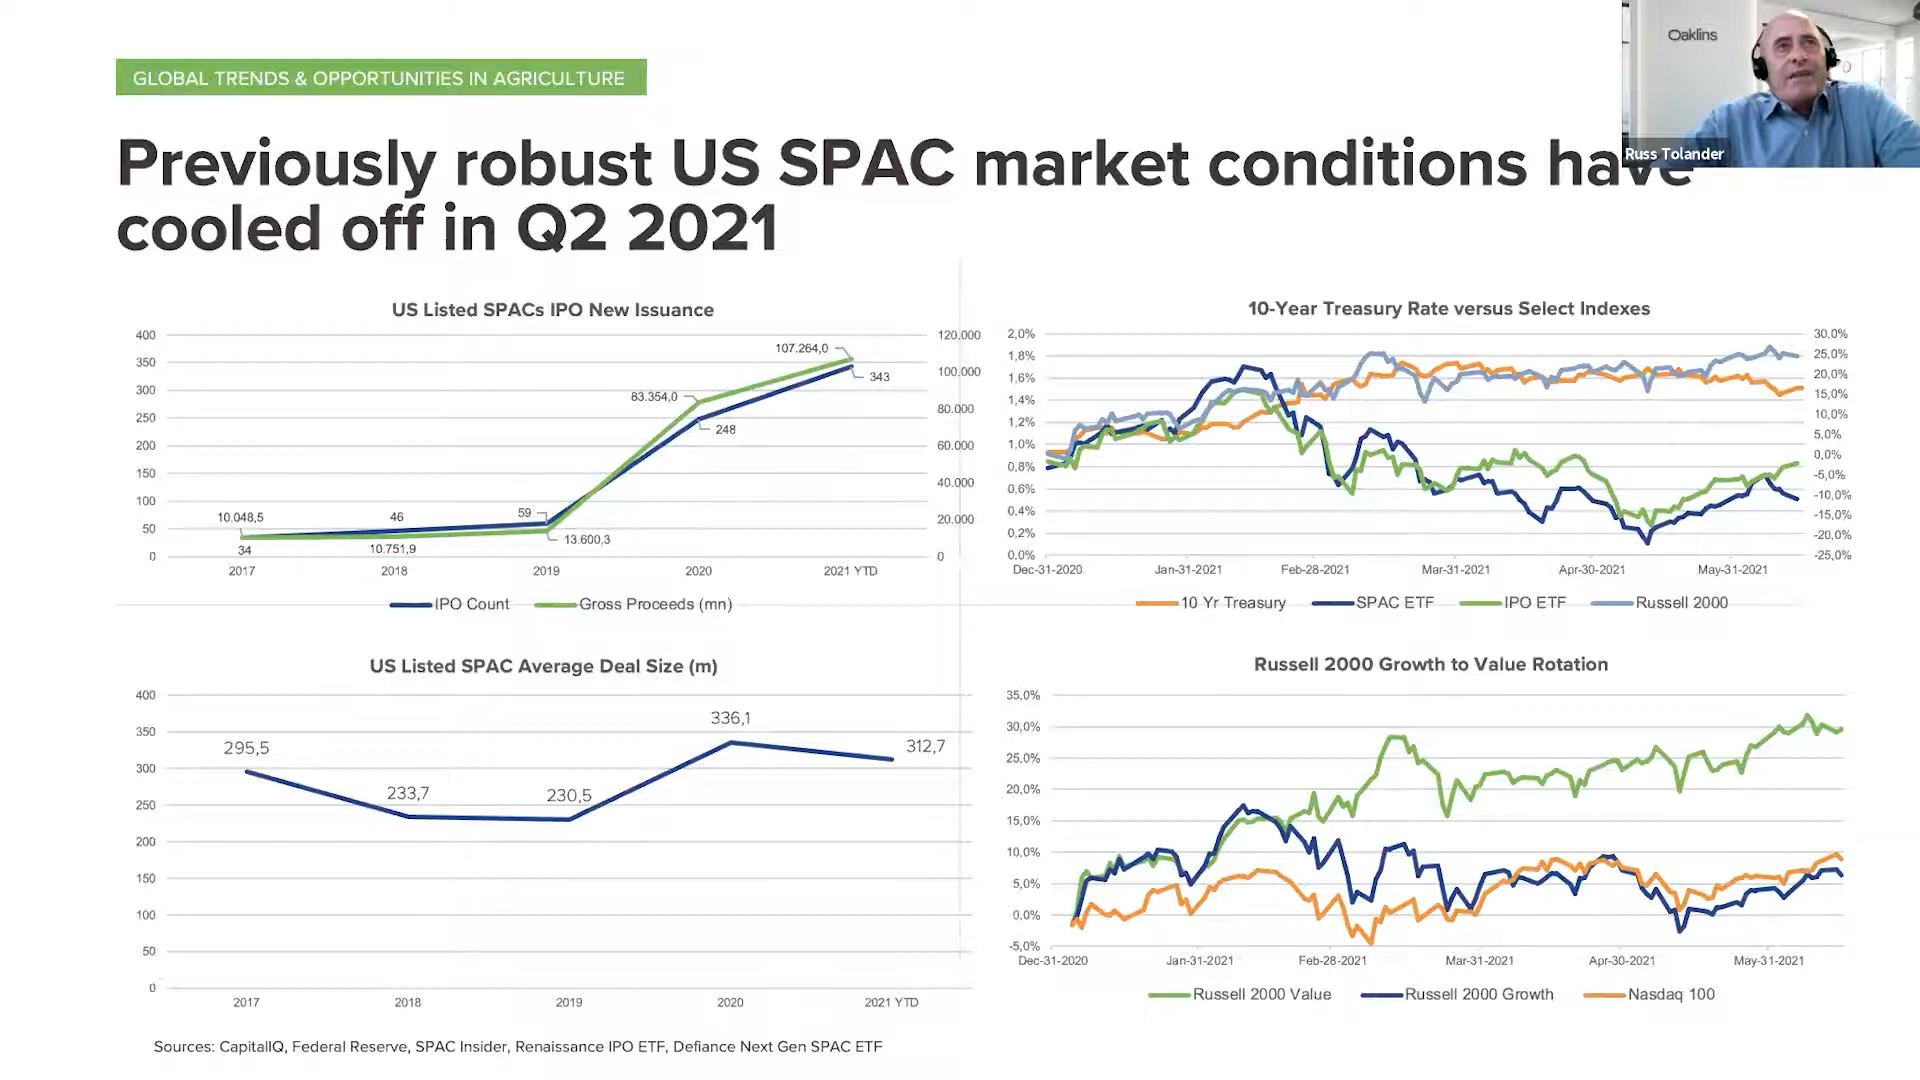 Oaklins
Russ Tolander
GLOBAL TRENDS & OPPORTUNITIES IN AGRICULTURE
Previously robust US SPAC market conditions have
cooled off in Q2 2021
US Listed SPACs IPO New Issuance
400
350
300
250
200
150
100
50
0
120.000
100.000
80.000
60.000
40.000
20.000
0
107.264,0
343
83.354,0
248
59
13.600,3
46
10.751,9
10.048,5
34
2017
2018
2019
2020
2021 YTD
IPO Count
Gross Proceeds (mn)
10-Year Treasury Rate versus Select Indexes
2,0%
1,8%
1,6%
1,4%
1,2%
1,0%
0,8%
0,6%
0,4%
0,2%
0,0%
30,0%
25,0%
20,0%
15,0%
10,0%
5,0%
0,0%
-5,0%
-10,0%
-15,0%
-20,0%
-25,0%
Dec-31-2020
Jan-31-2021
Feb-28-2021
Mar-31-2021
Apr-30-2021
May-31-2021
10 Yr Treasury
SPAC ETF
IPO ETF
Russell 2000
US Listed SPAC Average Deal Size (m)
400
350
300
250
200
150
100
50
0
295,5
233,7
230,5
336,1
312,7
2017
2018
2019
2020
2021 YTD
Russell 2000 Growth to Value Rotation
35,0%
30,0%
25,0%
20,0%
15,0%
10,0%
5,0%
0,0%
-5,0%
Dec-31-2020
Jan-31-2021
Feb-28-2021
Mar-31-2021
Apr-30-2021
May-31-2021
Russell 2000 Value
Russell 2000 Growth
Nasdaq 100
Sources: CapitalIQ, Federal Reserve, SPAC Insider, Renaissance IPO ETF, Defiance Next Gen SPAC ETF